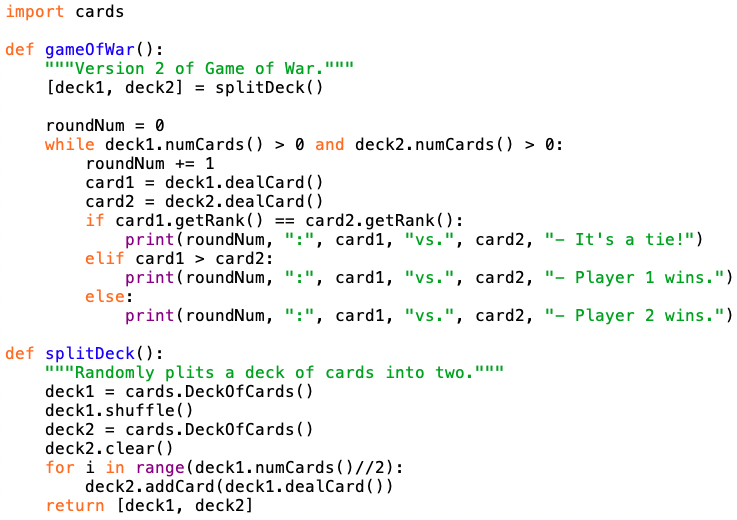 import cards

def gameOfWar():
    """Version 2 of Game of War."""
    [deck1, deck2] = splitDeck()

    roundNum = 0
    while deck1.numCards() > 0 and deck2.numCards() > 0:
        roundNum += 1
        card1 = deck1.dealCard()
        card2 = deck2.dealCard()
        if card1.getRank() == card2.getRank():
            print(roundNum, ":", card1, "vs.", card2, "- It's a tie!")
        elif card1 > card2:
            print(roundNum, ":", card1, "vs.", card2, "- Player 1 wins.")
        else:
            print(roundNum, ":", card1, "vs.", card2, "- Player 2 wins.")

def splitDeck():
    """Randomly plits a deck of cards into two."""
    deck1 = cards.DeckOfCards()
    deck1.shuffle()
    deck2 = cards.DeckOfCards()
    deck2.clear()
    for i in range(deck1.numCards()//2):
        deck2.addCard(deck1.dealCard())
    return [deck1, deck2]